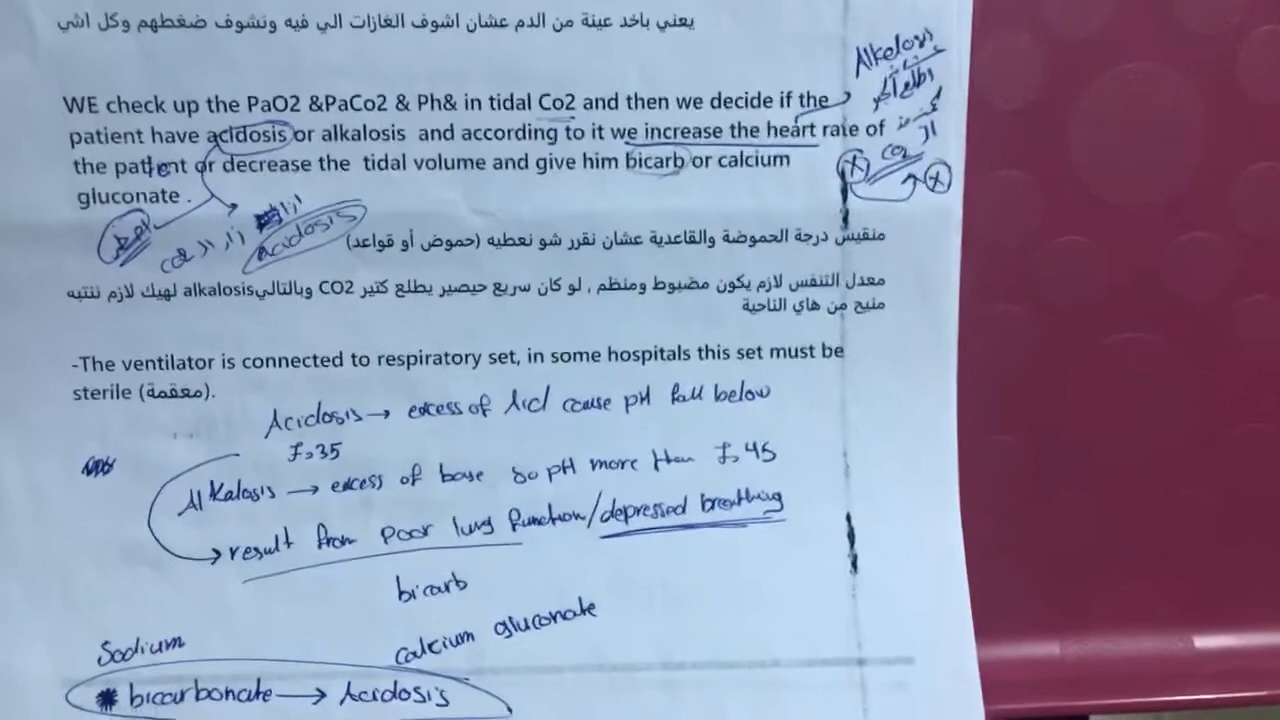 يعني باخد عينة من الدم عشان اشوف الغازات الي فيه ونشوف ضغطهم وكل اشي
Alkelosis
WE check up the PaO2 &PaCo2 & Ph& in tidal Co2 and then we decide if the
patient have acidosis or alkalosis and according to it we increase the heart rate of
the patient or decrease the tidal volume and give him bicarb or calcium
gluconate .
co2
زاد ال co2
acidosis
منقيس درجة الحموضة والقاعدية عشان نقرر شو نعطيه (حموض أو قواعد)
معدل التنفس لازم يكون مضبوط ومنظم , لو كان سريع حيصير يطلع كتير CO2 وبالتالي alkalosis لهيك لازم ننتبه
منيح من هاي الناحية
-The ventilator is connected to respiratory set, in some hospitals this set must be
sterile (معقمة).
Acidosis → excess of Acid cause pH fall below
7.35
Alkalosis → excess of base so pH more than 7.45
→ result from poor lung function/depressed breathing
bicarb
calcium gluconate
Sodium
bicarbonate → Acidosis